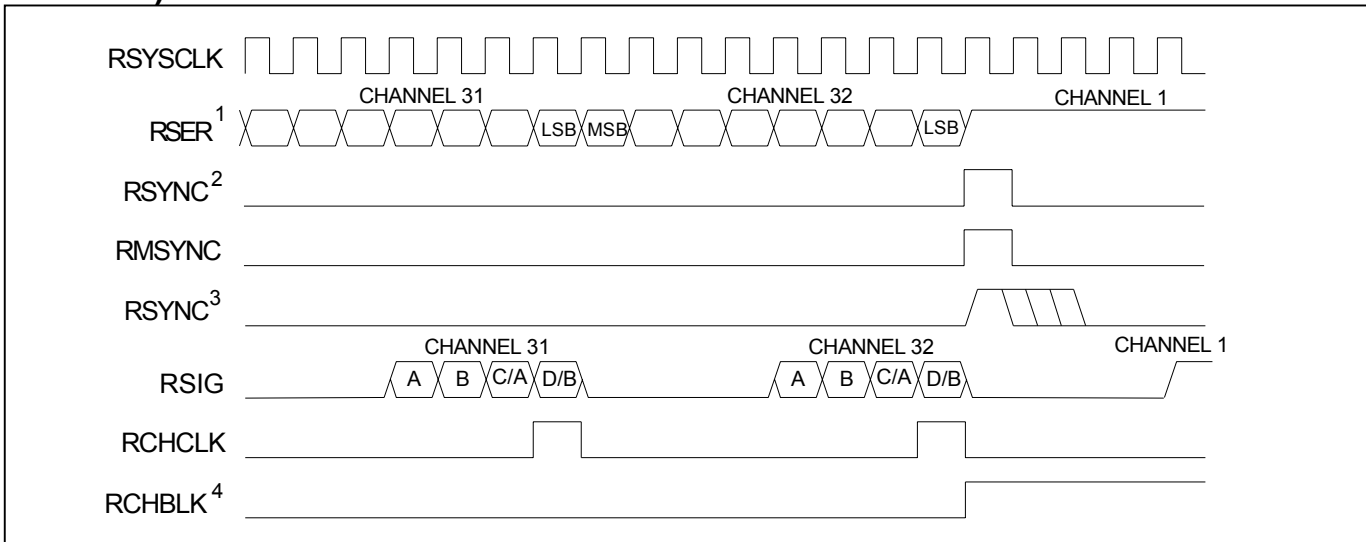 RSYSCLK
CHANNEL 31 CHANNEL 32 CHANNEL 1
RSER1 LSB MSB LSB
RSYNC2
RMSYNC
RSYNC3
CHANNEL 31 CHANNEL 32 CHANNEL 1
RSIG A B C/A D/B A B C/A D/B
RCHCLK
RCHBLK4